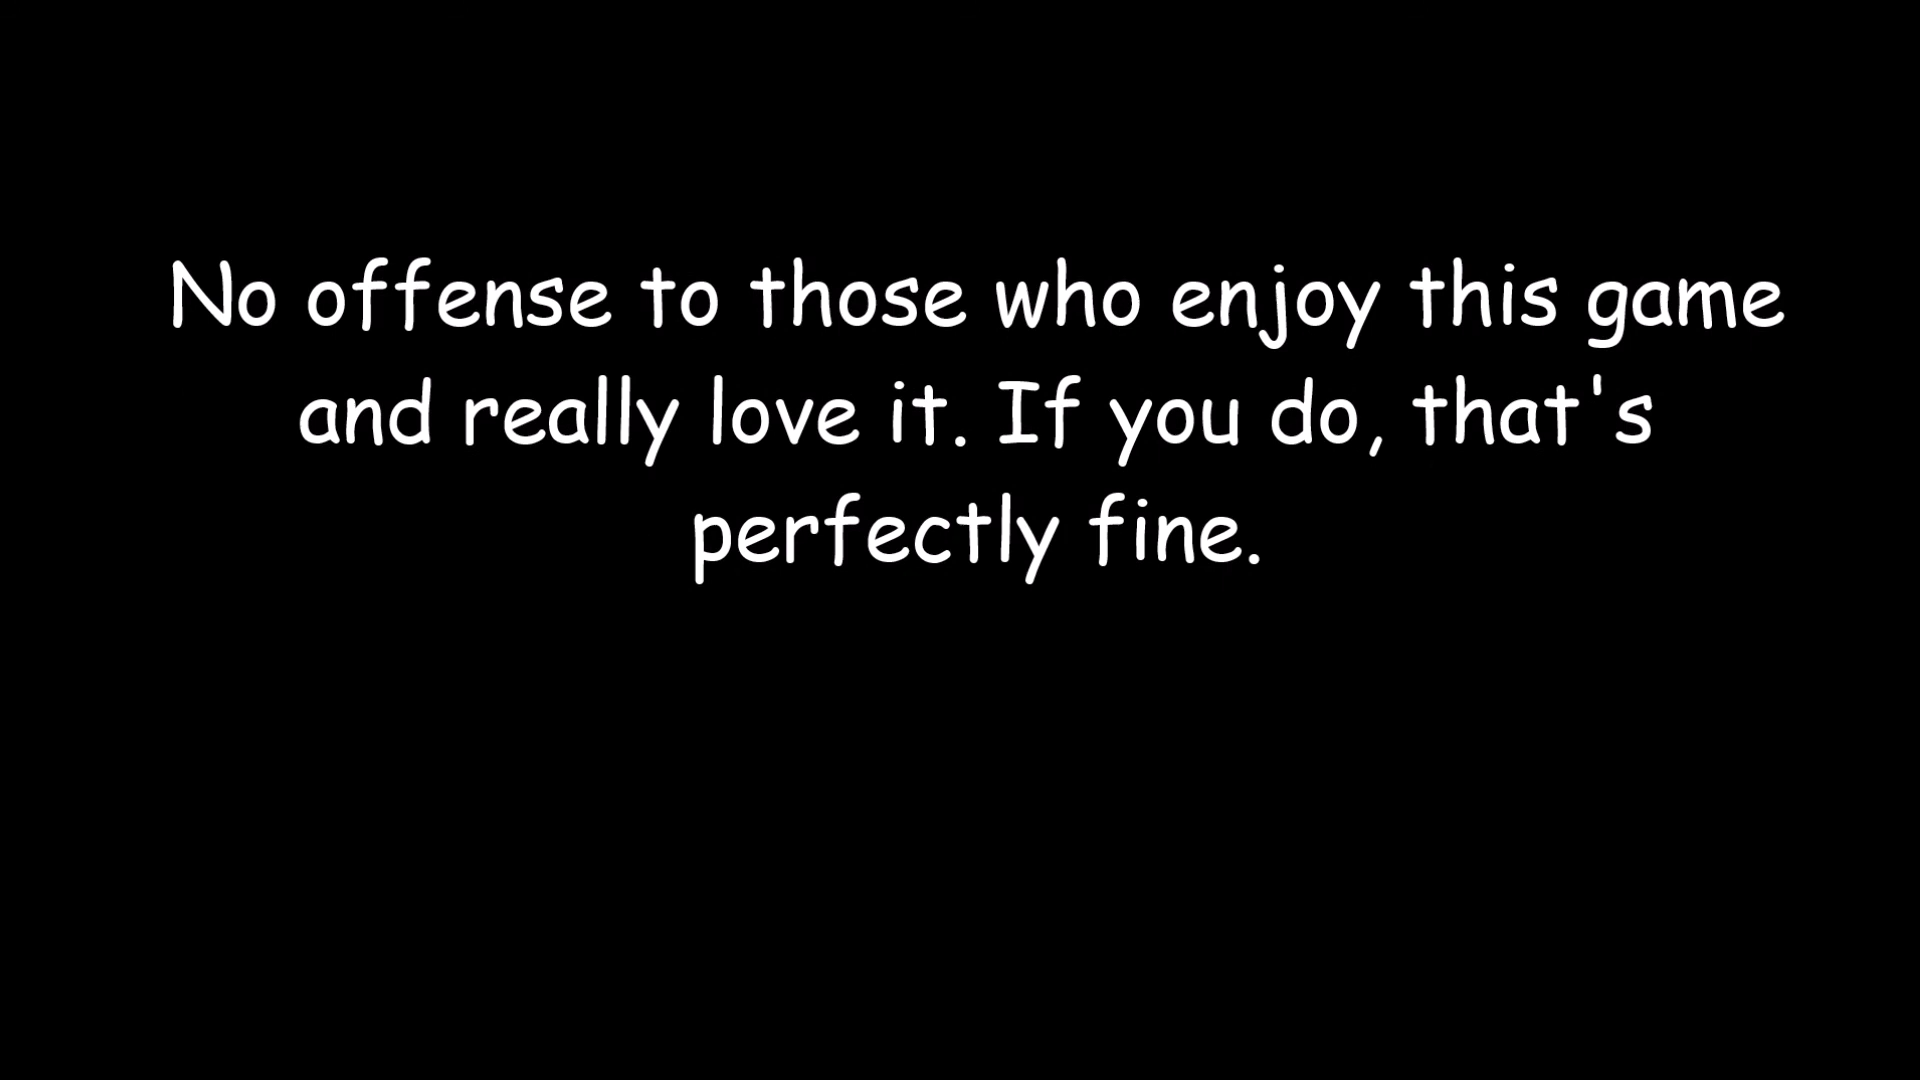 No offense to those who enjoy this game
and really love it. If you do, that's
perfectly fine.